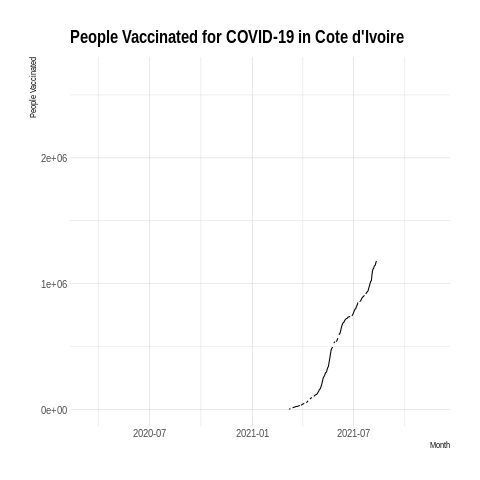 People Vaccinated for COVID-19 in Cote d'Ivoire
People Vaccinated
2e+06
1e+06
0e+00
2020-07
2021-01
2021-07
Month